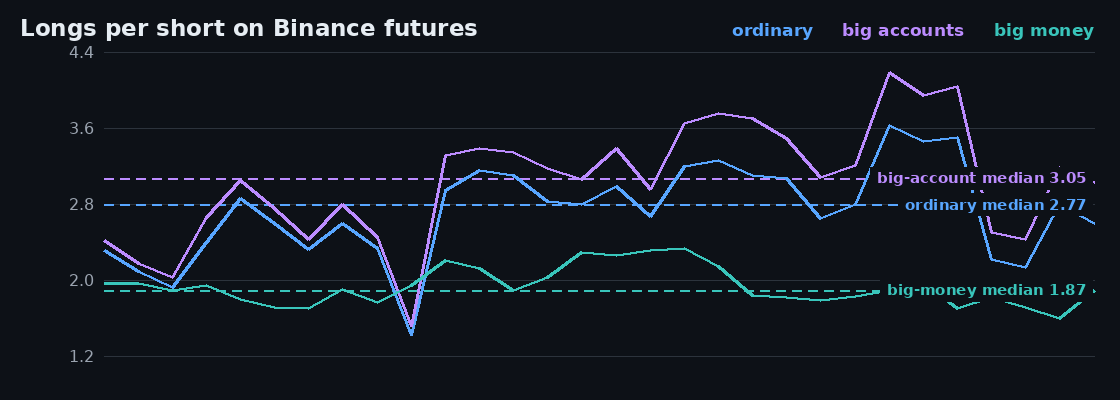 Longs per short on Binance futures
ordinary big accounts big money
4.4
3.6
big-account median 3.05
2.8
ordinary median 2.77
2.0
big-money median 1.87
1.2